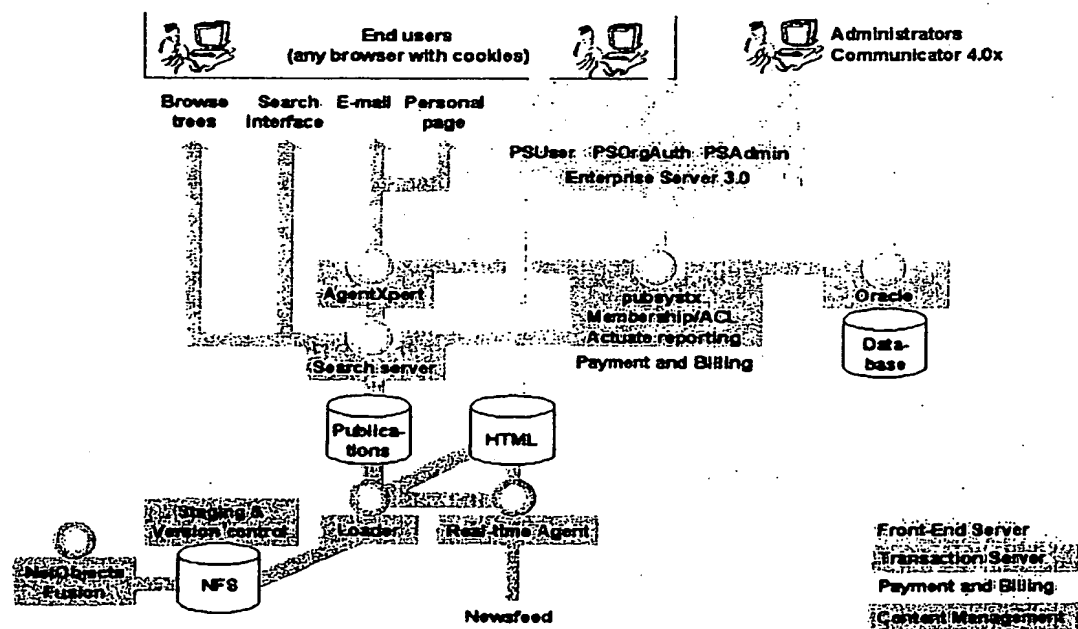 End users
(any browser with cookies)
Administrators
Communicator 4.0x
Browse
trees
Search
interface
E-mail
Personal
page
PSUser PSOrgAuth PSAdmin
Enterprise Server 3.0
AgentXpert
pubsystx
Membership/ACL
Actuate reporting
Payment and Billing
Oracle
Data-
base
Search server
Publica-
tions
HTML
Staging &
Version control
Loader
Real-time Agent
NetObjects
Fusion
NFS
Newsfeed
Front-End Server
Transaction Server
Payment and Billing
Content Management